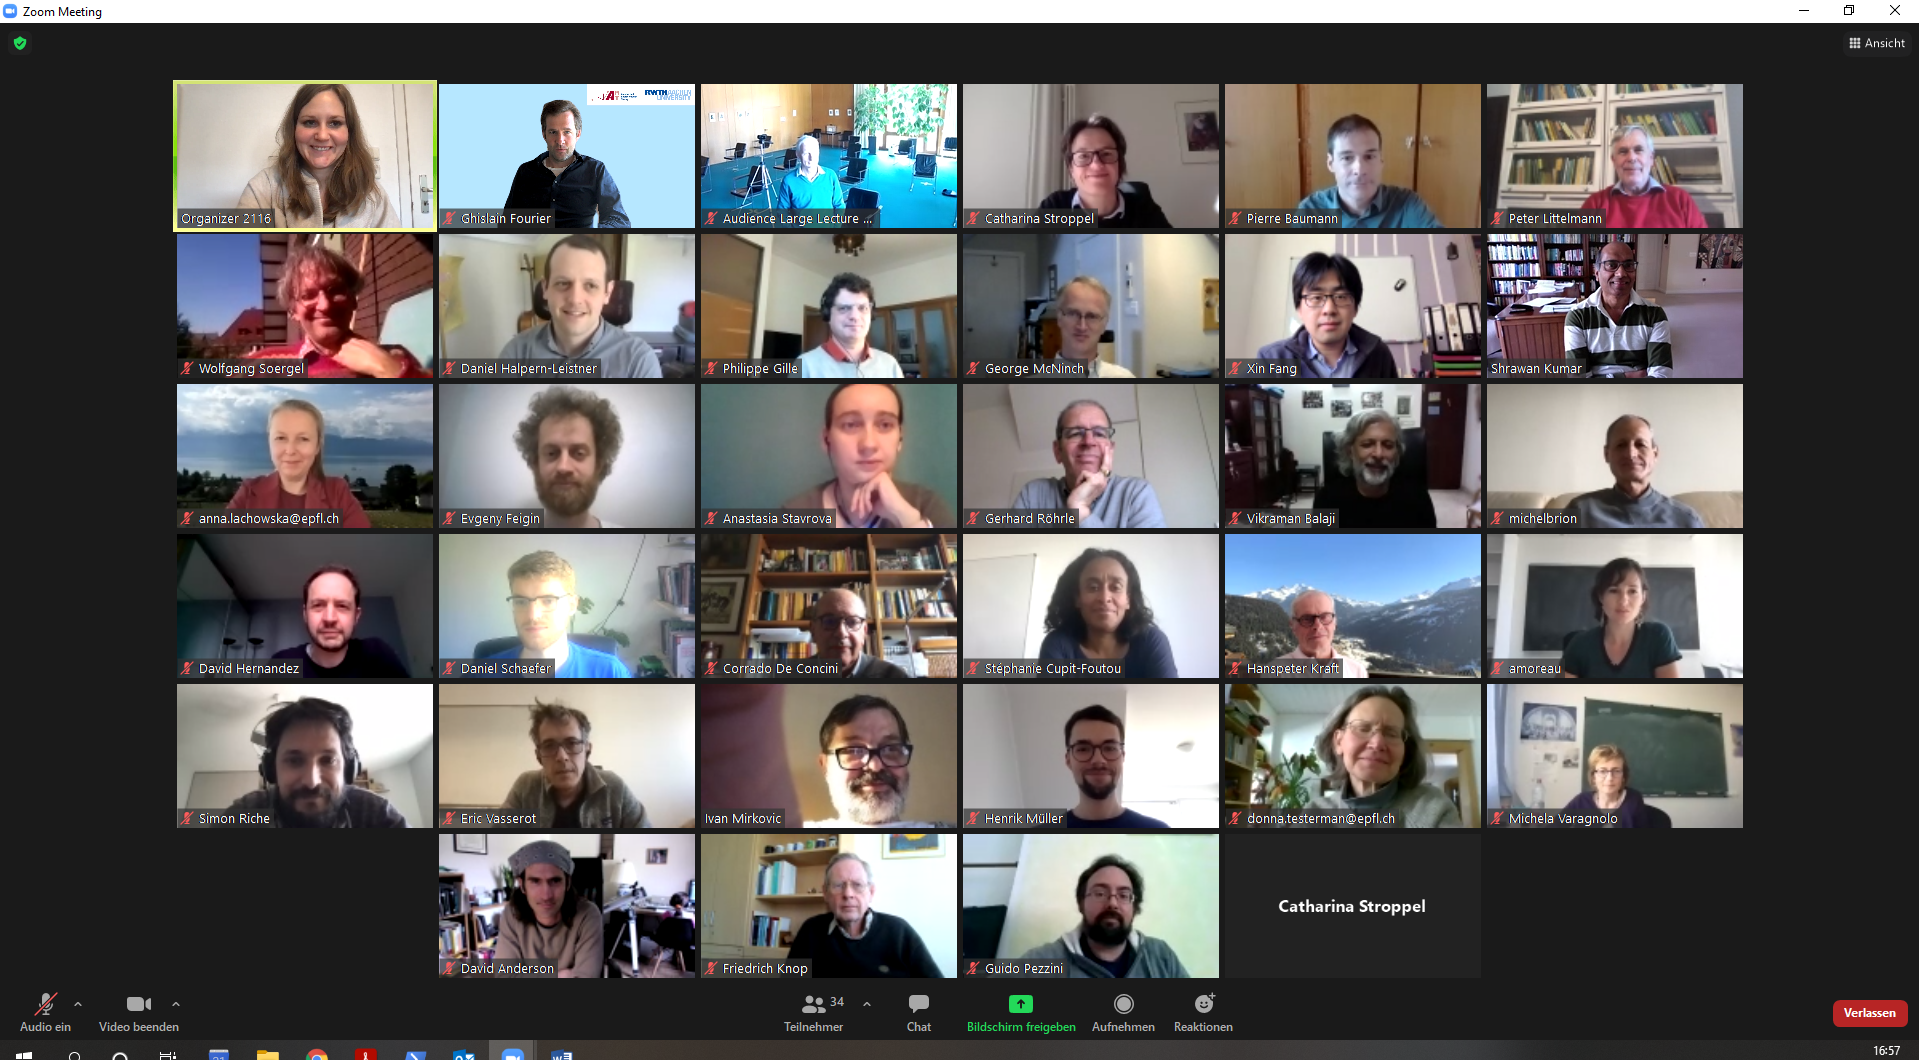 Zoom Meeting
Ansicht
RWTH AACHEN
UNIVERSITY
Organizer 2116
Ghislain Fourier
Audience Large Lecture ...
Catharina Stroppel
Pierre Baumann
Peter Littelmann
Wolfgang Soergel
Daniel Halpern-Leistner
Philippe Gille
George McNinch
Xin Fang
Shrawan Kumar
anna.lachowska@epfl.ch
Evgeny Feigin
Anastasia Stavrova
Gerhard Röhrle
Vikraman Balaji
michelbrion
David Hernandez
Daniel Schaefer
Corrado De Concini
Stéphanie Cupit-Foutou
Hanspeter Kraft
amoreau
Simon Riche
Eric Vasserot
Ivan Mirkovic
Henrik Müller
donna.testerman@epfl.ch
Michela Varagnolo
David Anderson
Friedrich Knop
Guido Pezzini
Catharina Stroppel
Audio ein
Video beenden
34
Teilnehmer
Chat
Bildschirm freigeben
Aufnehmen
Reaktionen
Verlassen
16:57